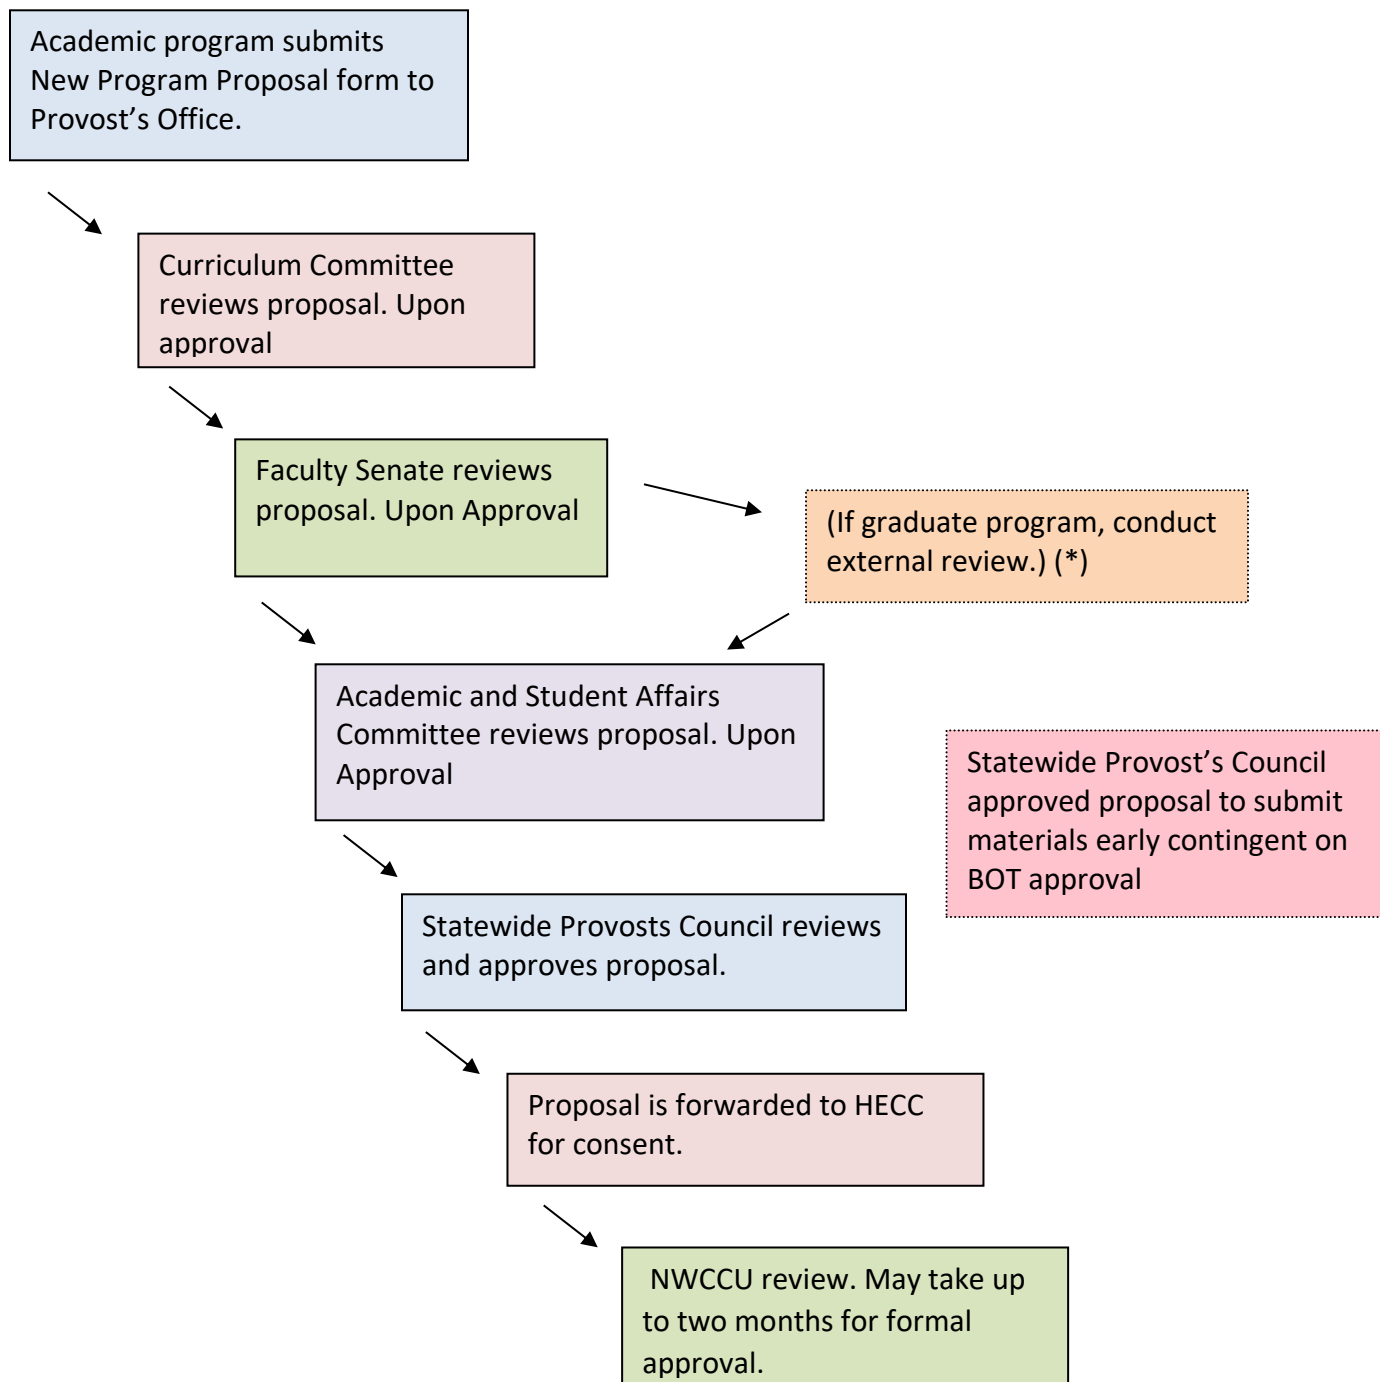 Academic program submits
New Program Proposal form to
Provost’s Office.
Curriculum Committee
reviews proposal. Upon
approval
Faculty Senate reviews
proposal. Upon Approval
(If graduate program, conduct
external review.) (*)
Academic and Student Affairs
Committee reviews proposal. Upon
Approval
Statewide Provost’s Council
approved proposal to submit
materials early contingent on
BOT approval
Statewide Provosts Council reviews
and approves proposal.
Proposal is forwarded to HECC
for consent.
NWCCU review. May take up
to two months for formal
approval.